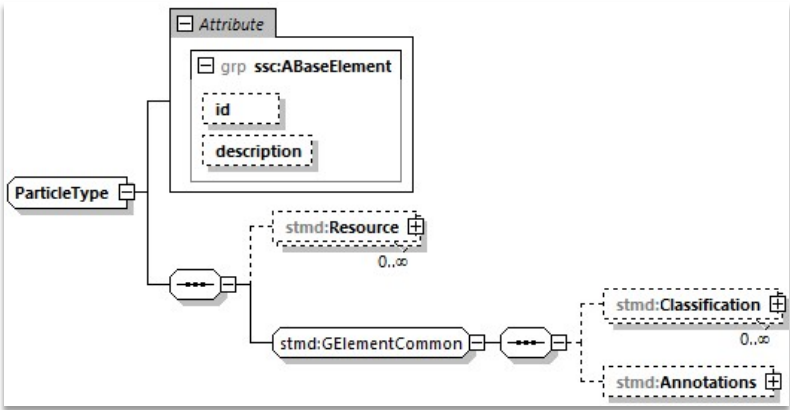 Attribute
grp ssc:ABaseElement
id
description
ParticleType
stmd:Resource
0..∞
stmd:GElementCommon
stmd:Classification
0..∞
stmd:Annotations